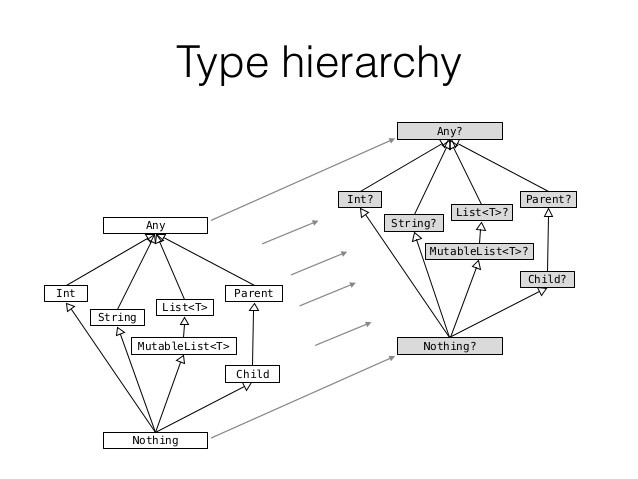 Type hierarchy
Any?
Int?
String?
List<T>?
Parent?
MutableList<T>?
Child?
Nothing?
Any
Int
String
List<T>
Parent
MutableList<T>
Child
Nothing